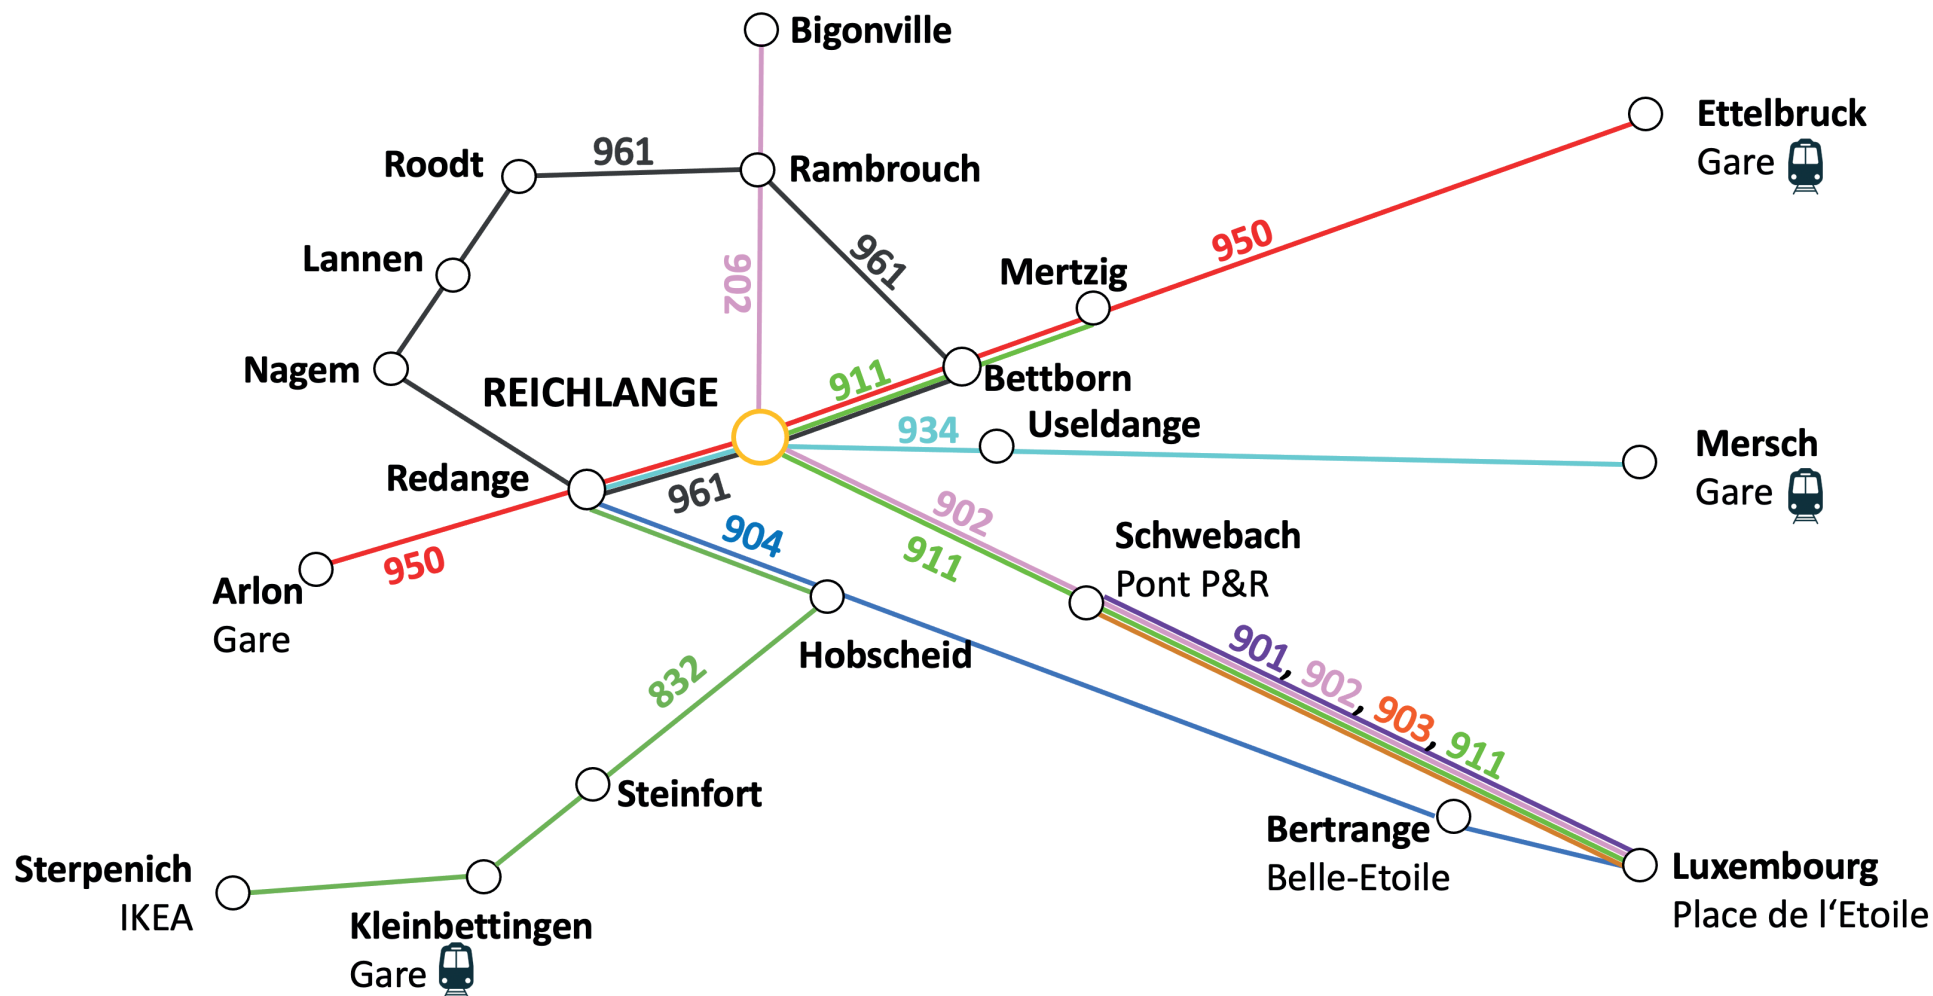 Bigonville
Ettelbruck
Gare
961
Roodt
Rambrouch
950
Lannen
902
961
Mertzig
Nagem
REICHLANGE
911
Bettborn
934
Useldange
Mersch
Gare
Redange
961
902
904
911
Schwebach
Pont P&R
950
Arlon
Gare
Hobscheid
901, 902, 903, 911
832
Steinfort
Bertrange
Belle-Etoile
Luxembourg
Place de l‘Etoile
Sterpenich
IKEA
Kleinbettingen
Gare